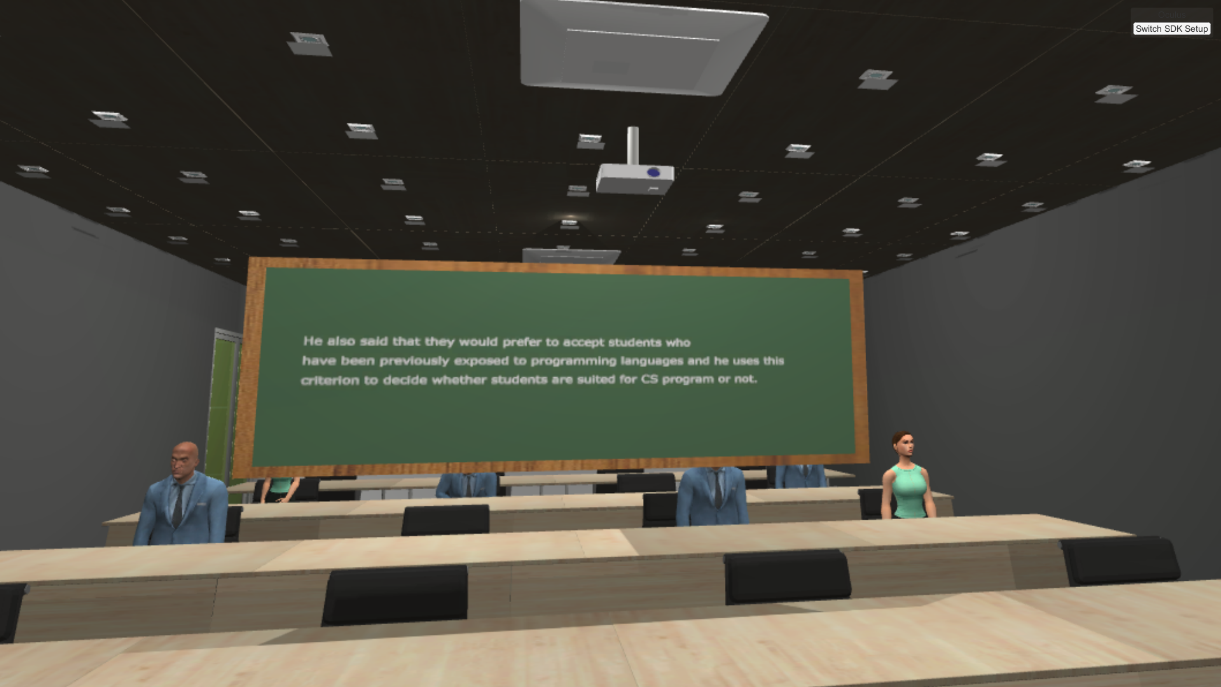 Switch SDK Setup
He also said that they would prefer to accept students who
have been previously exposed to programming languages and he uses this
criterion to decide whether students are suited for CS program or not.